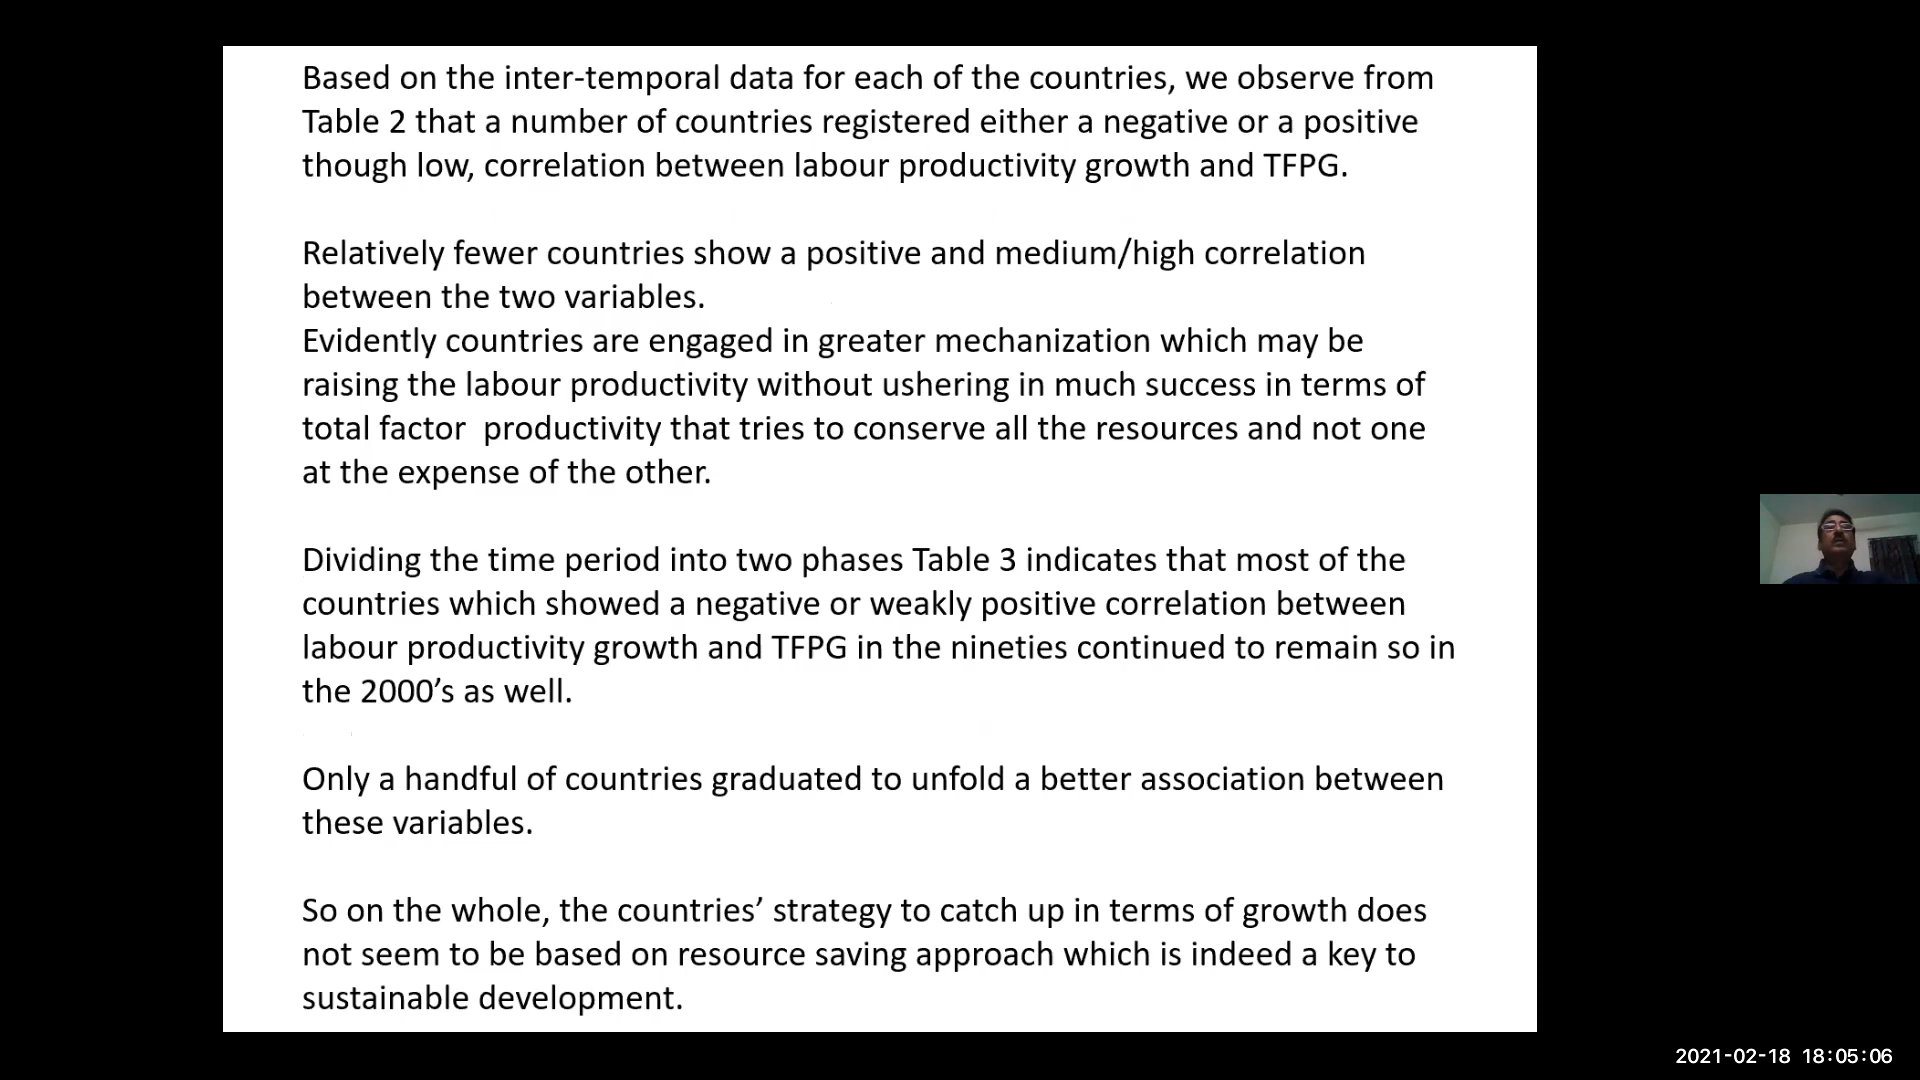 Based on the inter-temporal data for each of the countries, we observe from
Table 2 that a number of countries registered either a negative or a positive
though low, correlation between labour productivity growth and TFPG.
Relatively fewer countries show a positive and medium/high correlation
between the two variables.
Evidently countries are engaged in greater mechanization which may be
raising the labour productivity without ushering in much success in terms of
total factor  productivity that tries to conserve all the resources and not one
at the expense of the other.
Dividing the time period into two phases Table 3 indicates that most of the
countries which showed a negative or weakly positive correlation between
labour productivity growth and TFPG in the nineties continued to remain so in
the 2000’s as well.
Only a handful of countries graduated to unfold a better association between
these variables.
So on the whole, the countries’ strategy to catch up in terms of growth does
not seem to be based on resource saving approach which is indeed a key to
sustainable development.
2021-02-18 18:05:06